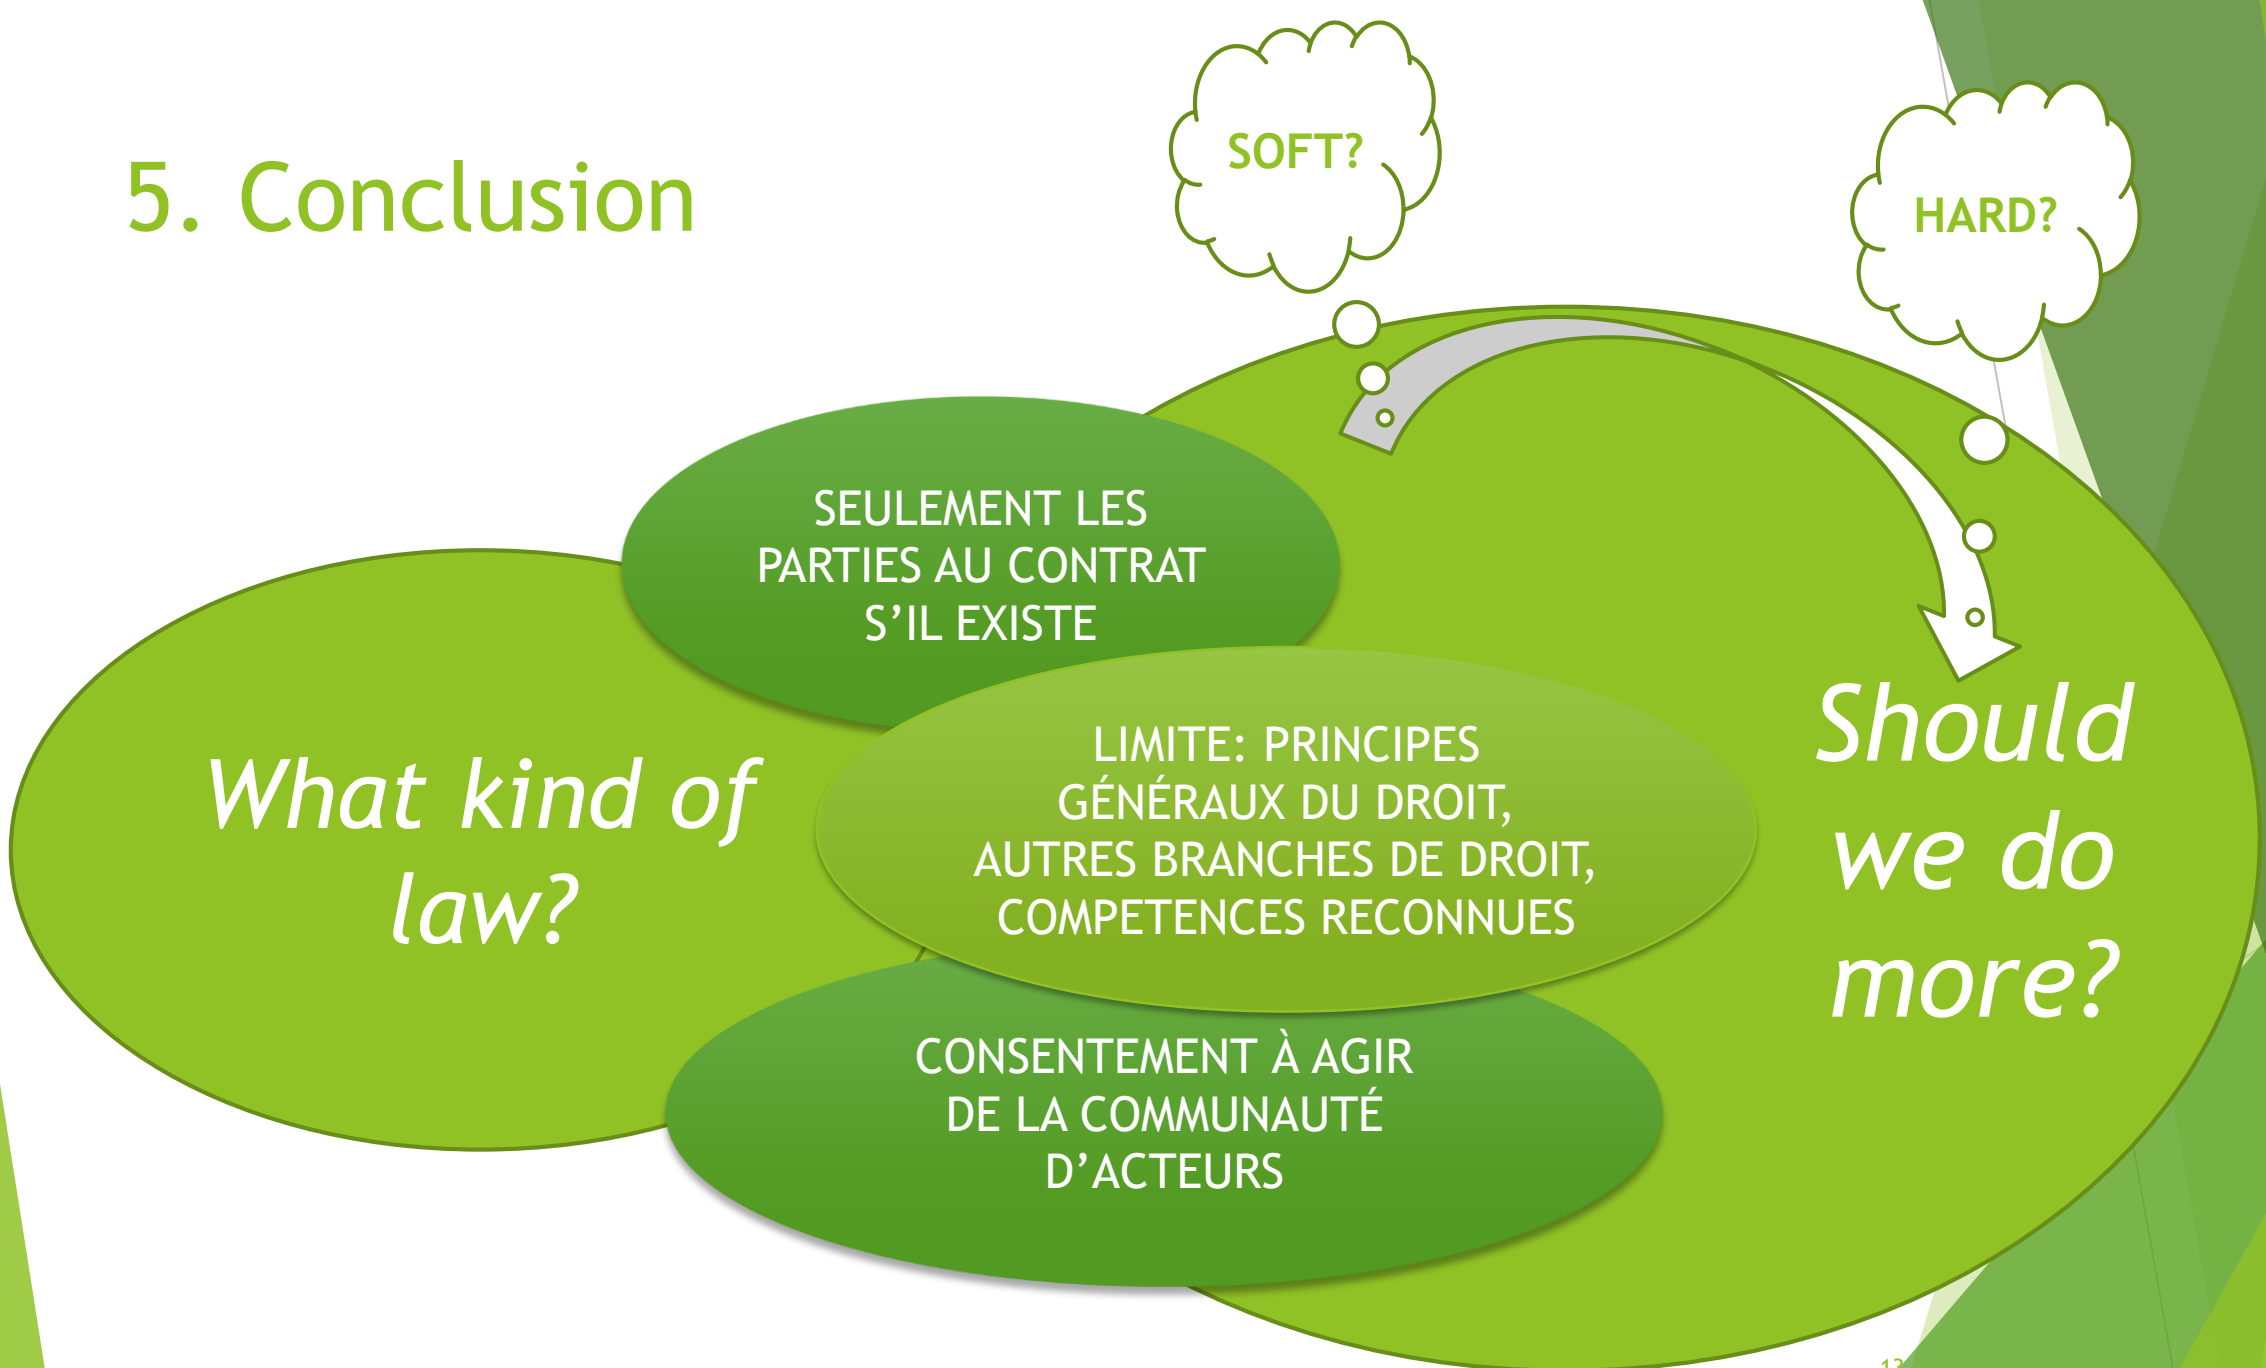 5. Conclusion
SOFT?
HARD?
SEULEMENT LES
PARTIES AU CONTRAT
S’IL EXISTE
What kind of
law?
LIMITE: PRINCIPES
GÉNÉRAUX DU DROIT,
AUTRES BRANCHES DE DROIT,
COMPETENCES RECONNUES
Should
we do
more?
CONSENTEMENT À AGIR
DE LA COMMUNAUTÉ
D’ACTEURS